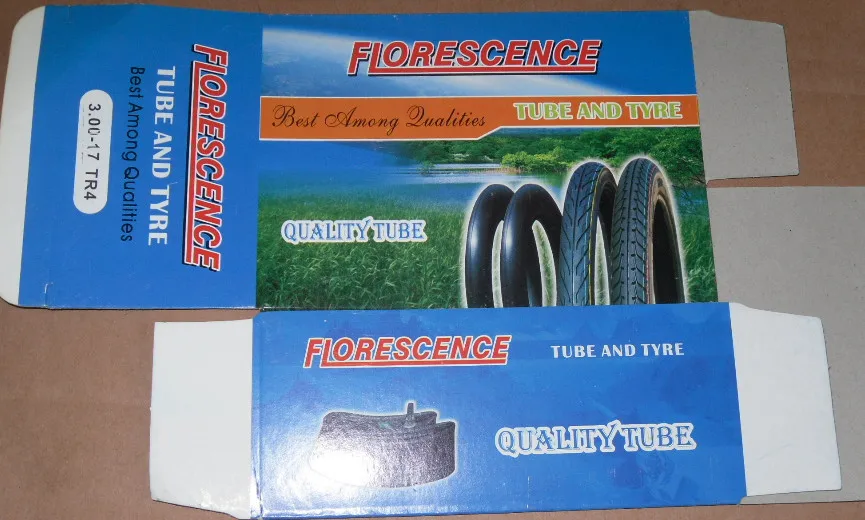 FLORESCENCE
Best Among Qualities
TUBE AND TYRE
QUALITY TUBE
FLORESCENCE
TUBE AND TYRE
Best Among Qualities
3.00-17 TR4
FLORESCENCE
TUBE AND TYRE
QUALITY TUBE